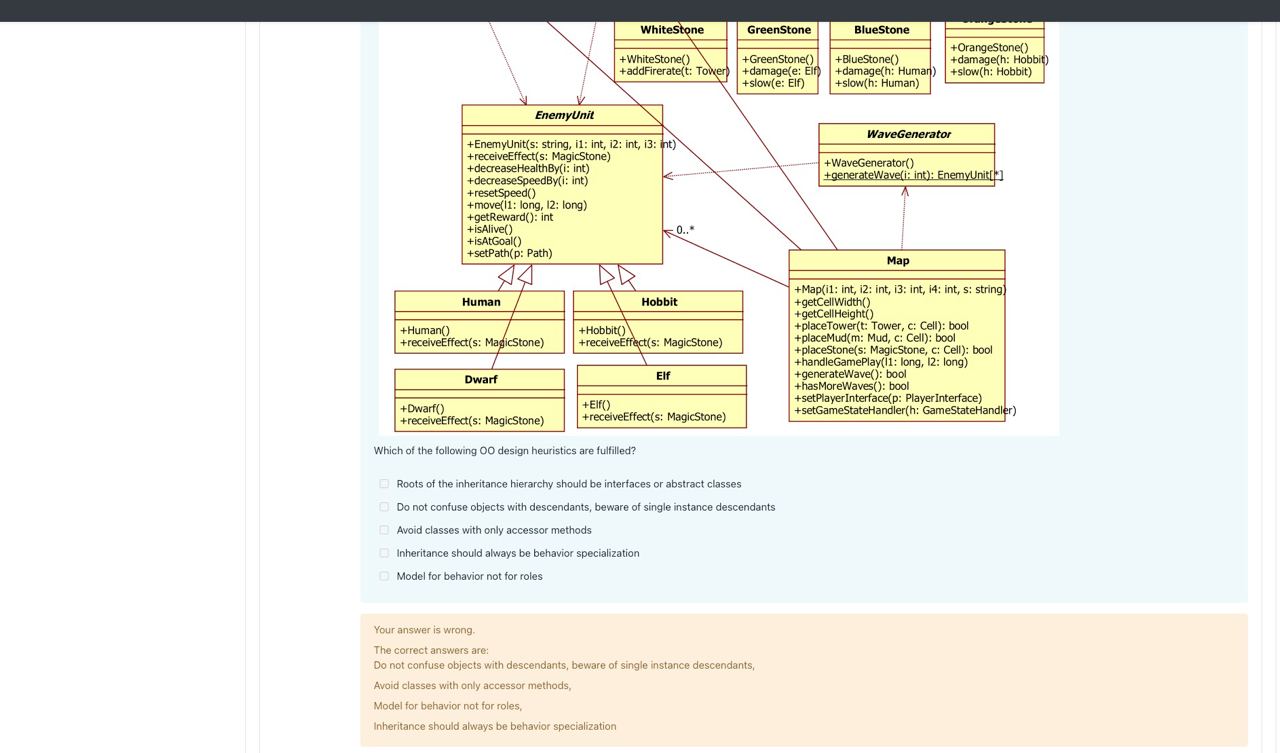 WhiteStone
+WhiteStone()
+addFirerate(t: Tower)
GreenStone
+GreenStone()
+damage(e: Elf)
+slow(e: Elf)
BlueStone
+BlueStone()
+damage(h: Human)
+slow(h: Human)
OrangeStone
+OrangeStone()
+damage(h: Hobbit)
+slow(h: Hobbit)
EnemyUnit
+EnemyUnit(s: string, i1: int, i2: int, i3: int)
+receiveEffect(s: MagicStone)
+decreaseHealthBy(i: int)
+decreaseSpeedBy(i: int)
+resetSpeed()
+move(l1: long, l2: long)
+getReward(): int
+isAlive()
+isAtGoal()
+setPath(p: Path)
WaveGenerator
+WaveGenerator()
+generateWave(i: int): EnemyUnit[*]
0..*
Map
+Map(i1: int, i2: int, i3: int, i4: int, s: string)
+getCellWidth()
+getCellHeight()
+placeTower(t: Tower, c: Cell): bool
+placeMud(m: Mud, c: Cell): bool
+placeStone(s: MagicStone, c: Cell): bool
+handleGamePlay(l1: long, l2: long)
+generateWave(): bool
+hasMoreWaves(): bool
+setPlayerInterface(p: PlayerInterface)
+setGameStateHandler(h: GameStateHandler)
Human
+Human()
+receiveEffect(s: MagicStone)
Hobbit
+Hobbit()
+receiveEffect(s: MagicStone)
Dwarf
+Dwarf()
+receiveEffect(s: MagicStone)
Elf
+Elf()
+receiveEffect(s: MagicStone)
Which of the following OO design heuristics are fulfilled?
Roots of the inheritance hierarchy should be interfaces or abstract classes
Do not confuse objects with descendants, beware of single instance descendants
Avoid classes with only accessor methods
Inheritance should always be behavior specialization
Model for behavior not for roles
Your answer is wrong.
The correct answers are:
Do not confuse objects with descendants, beware of single instance descendants,
Avoid classes with only accessor methods,
Model for behavior not for roles,
Inheritance should always be behavior specialization